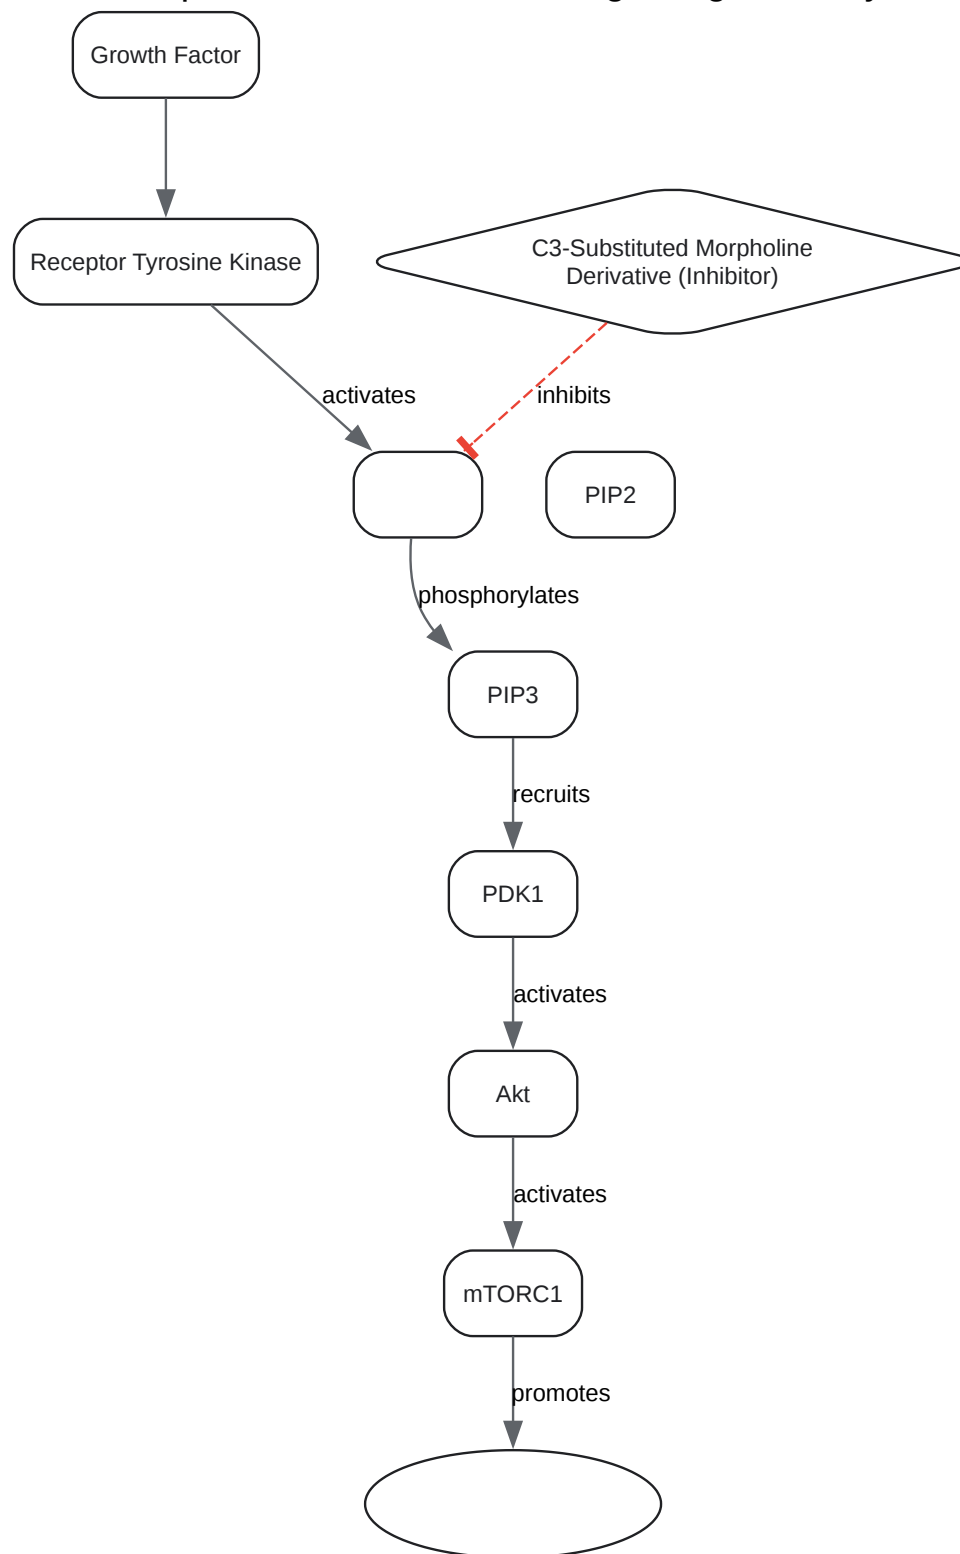 Growth Factor
Receptor Tyrosine Kinase
C3-Substituted Morpholine
Derivative (Inhibitor)
activates
inhibits
PIP2
phosphorylates
PIP3
recruits
PDK1
activates
Akt
activates
mTORC1
promotes